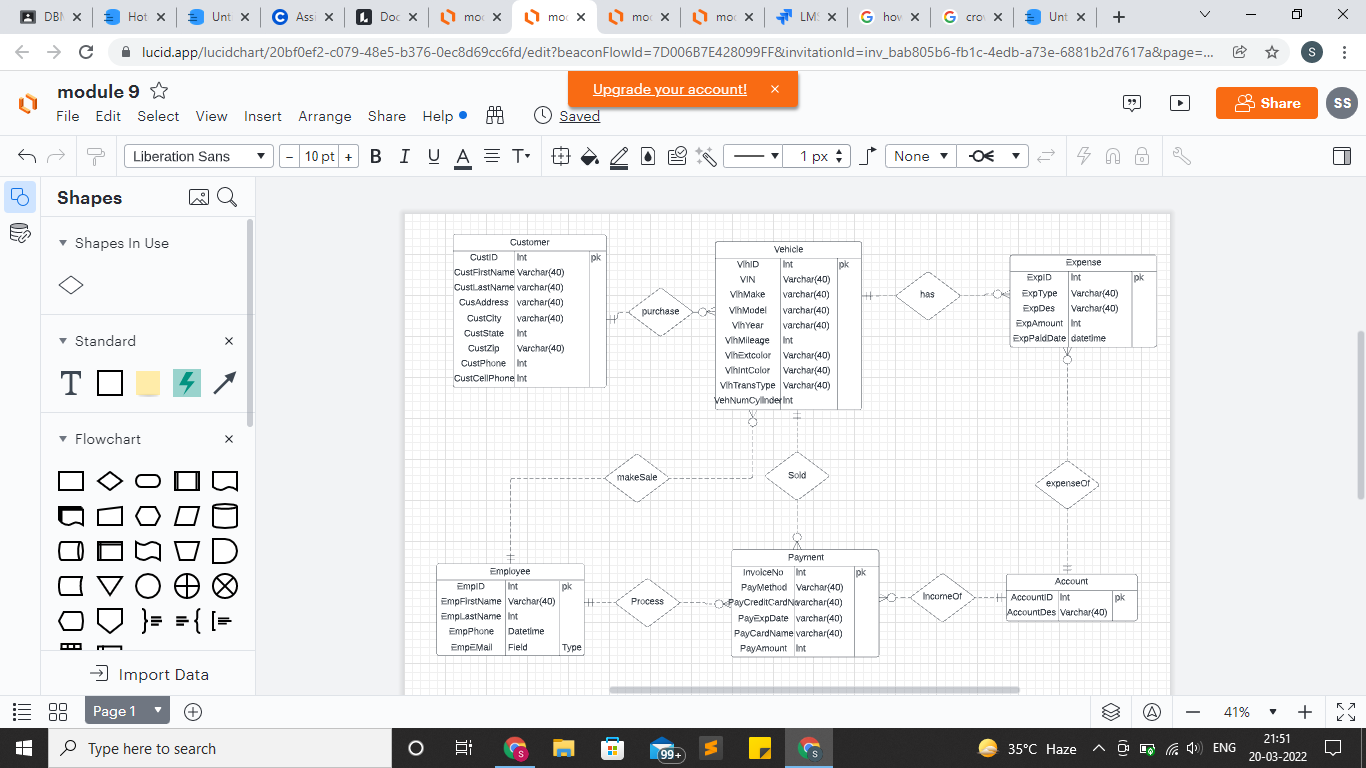 DBM
Hot
Unt
Assi
Doc
mod
mod
mod
mod
LMS
how
crow
Unt
lucid.app/lucidchart/20bf0ef2-c079-48e5-b376-0ec8d69cc6fd/edit?beaconFlowId=7D006B7E428099FF&invitationId=inv_bab805b6-fb1c-4edb-a73e-6881b2d7617a&page=...
S
module 9
Upgrade your account!
File Edit Select View Insert Arrange Share Help
Saved
Share
SS
Liberation Sans
10 pt
B I U A T
1 px
None
Shapes
Shapes In Use
Standard
T
Flowchart
Import Data
Customer
CustID Int pk
CustFirstName Varchar(40)
CustLastName varchar(40)
CusAddress varchar(40)
CustCity varchar(40)
CustState Int
CustZip Varchar(40)
CustPhone Int
CustCellPhone Int
purchase
Vehicle
VlhID Int pk
VIN Varchar(40)
VlhMake varchar(40)
VlhModel varchar(40)
VlhYear varchar(40)
VlhMileage Int
VlhExtcolor Varchar(40)
VlhIntColor Varchar(40)
VlhTransType Varchar(40)
VehNumCylinder Int
has
Expense
ExpID Int pk
ExpType Varchar(40)
ExpDes Varchar(40)
ExpAmount Int
ExpPaidDate datetime
makeSale
Sold
expenseOf
Employee
EmpID Int pk
EmpFirstName Varchar(40)
EmpLastName Int
EmpPhone Datetime
EmpEMail Field Type
Process
Payment
InvoiceNo Int pk
PayMethod Varchar(40)
PayCreditCardNo varchar(40)
PayExpDate varchar(40)
PayCardName varchar(40)
PayAmount Int
IncomeOf
Account
AccountID Int pk
AccountDes Varchar(40)
Page 1
41%
Type here to search
99+
S
S
35°C Haze
ENG
21:51
20-03-2022